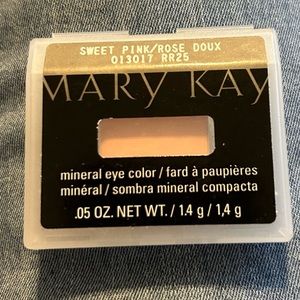 SWEET PINK/ROSE DOUX
013017 RR25
MARY KAY
mineral eye color / fard à paupières
minéral / sombra mineral compacta
.05 OZ. NET WT. / 1.4 g / 1,4 g